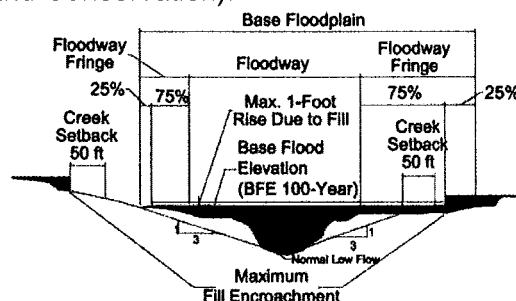 Base Floodplain
Floodway
Fringe
Floodway
Floodway
Fringe
25%
75%
75%
25%
Max. 1-Foot
Rise Due to Fill
Creek
Setback
50 ft
Base Flood
Elevation
(BFE 100-Year)
Creek
Setback
50 ft
1
3
3
1
Normal Low Flow
Maximum
Fill Encroachment